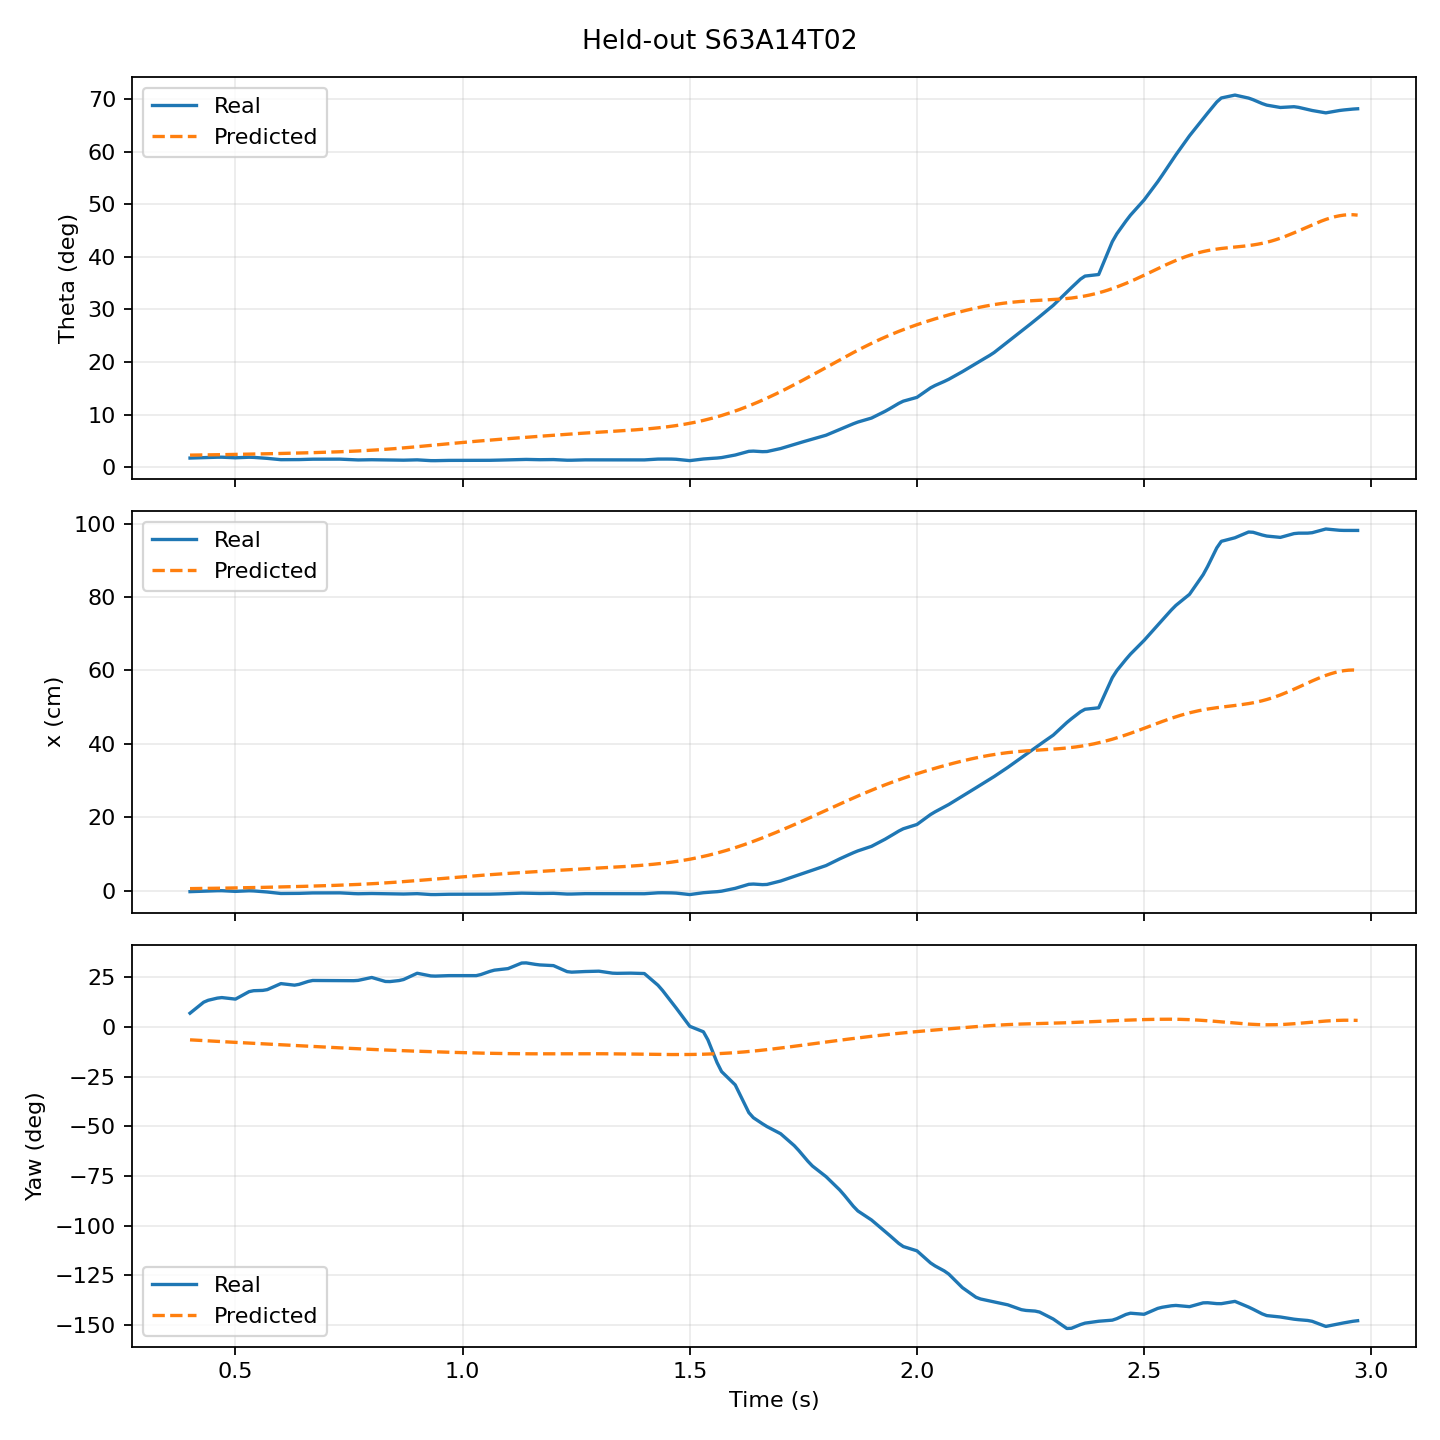 Held-out S63A14T02
Real
Predicted
Theta (deg)
70
60
50
40
30
20
10
0
Real
Predicted
x (cm)
100
80
60
40
20
0
Real
Predicted
Yaw (deg)
25
0
−25
−50
−75
−100
−125
−150
0.5 1.0 1.5 2.0 2.5 3.0
Time (s)